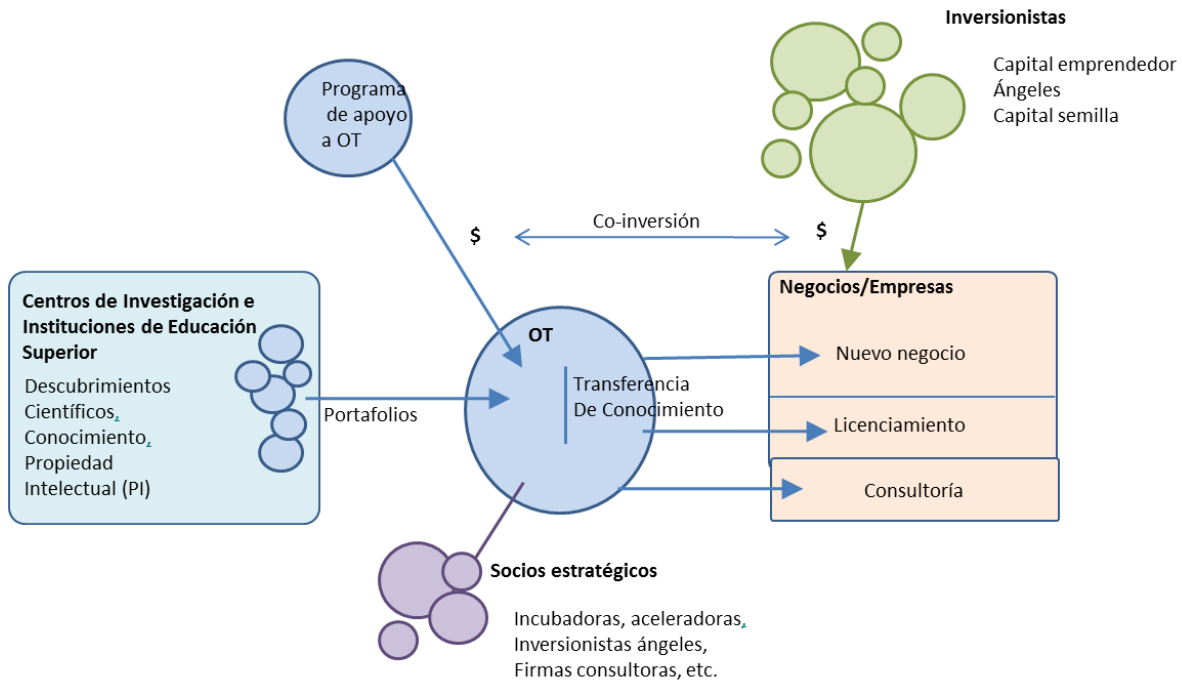 Inversionistas
Capital emprendedor
Ángeles
Capital semilla
Programa
de apoyo
a OT
$
Co-inversión
$
Centros de Investigación e
Instituciones de Educación
Superior
Descubrimientos
Científicos,
Conocimiento,
Propiedad
Intelectual (PI)
Portafolios
OT
Transferencia
De Conocimiento
Negocios/Empresas
Nuevo negocio
Licenciamiento
Consultoría
Socios estratégicos
Incubadoras, aceleradoras,
Inversionistas ángeles,
Firmas consultoras, etc.